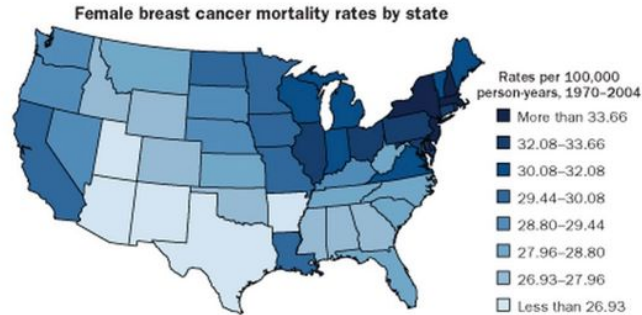 Female breast cancer mortality rates by state
Rates per 100,000
person-years, 1970–2004
More than 33.66
32.08–33.66
30.08–32.08
29.44–30.08
28.80–29.44
27.96–28.80
26.93–27.96
Less than 26.93